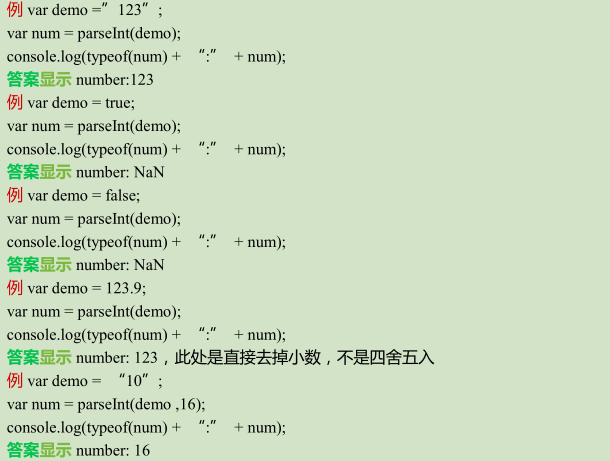 例 var demo =” 123” ;
var num = parseInt(demo);
console.log(typeof(num) + “:” + num);
答案显示 number:123
例 var demo = true;
var num = parseInt(demo);
console.log(typeof(num) + “:” + num);
答案显示 number: NaN
例 var demo = false;
var num = parseInt(demo);
console.log(typeof(num) + “:” + num);
答案显示 number: NaN
例 var demo = 123.9;
var num = parseInt(demo);
console.log(typeof(num) + “:” + num);
答案显示 number: 123，此处是直接去掉小数，不是四舍五入
例 var demo = “10”;
var num = parseInt(demo ,16);
console.log(typeof(num) + “:” + num);
答案显示 number: 16